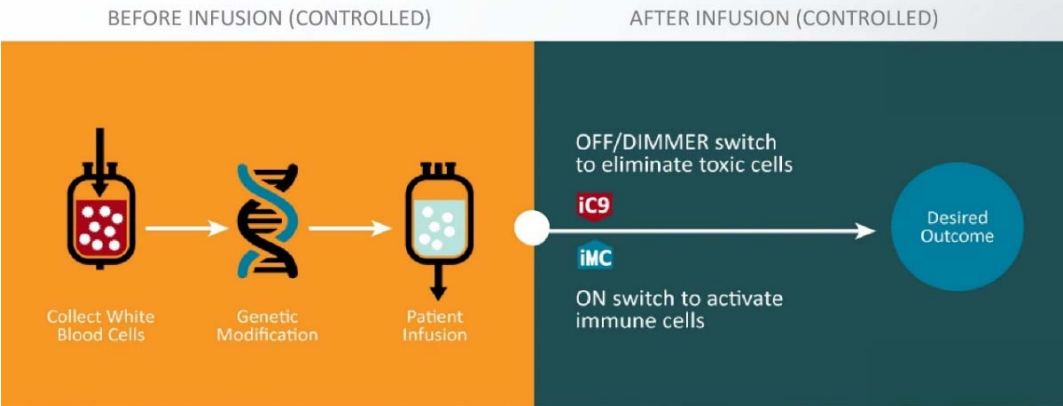 BEFORE INFUSION (CONTROLLED)
AFTER INFUSION (CONTROLLED)
Collect White
Blood Cells
Genetic
Modification
Patient
Infusion
OFF/DIMMER switch
to eliminate toxic cells
iC9
iMC
ON switch to activate
immune cells
Desired
Outcome